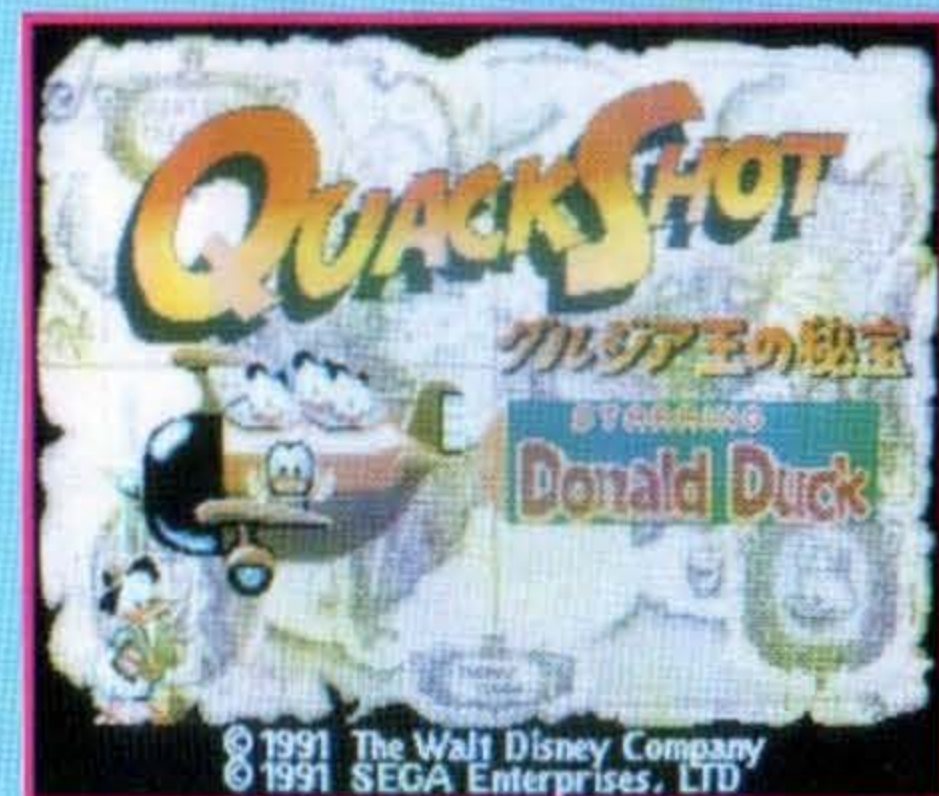 QUACKSHOT
グルジア王の秘宝
STARRING
Donald Duck
© 1991 The Walt Disney Company
© 1991 SEGA Enterprises, LTD